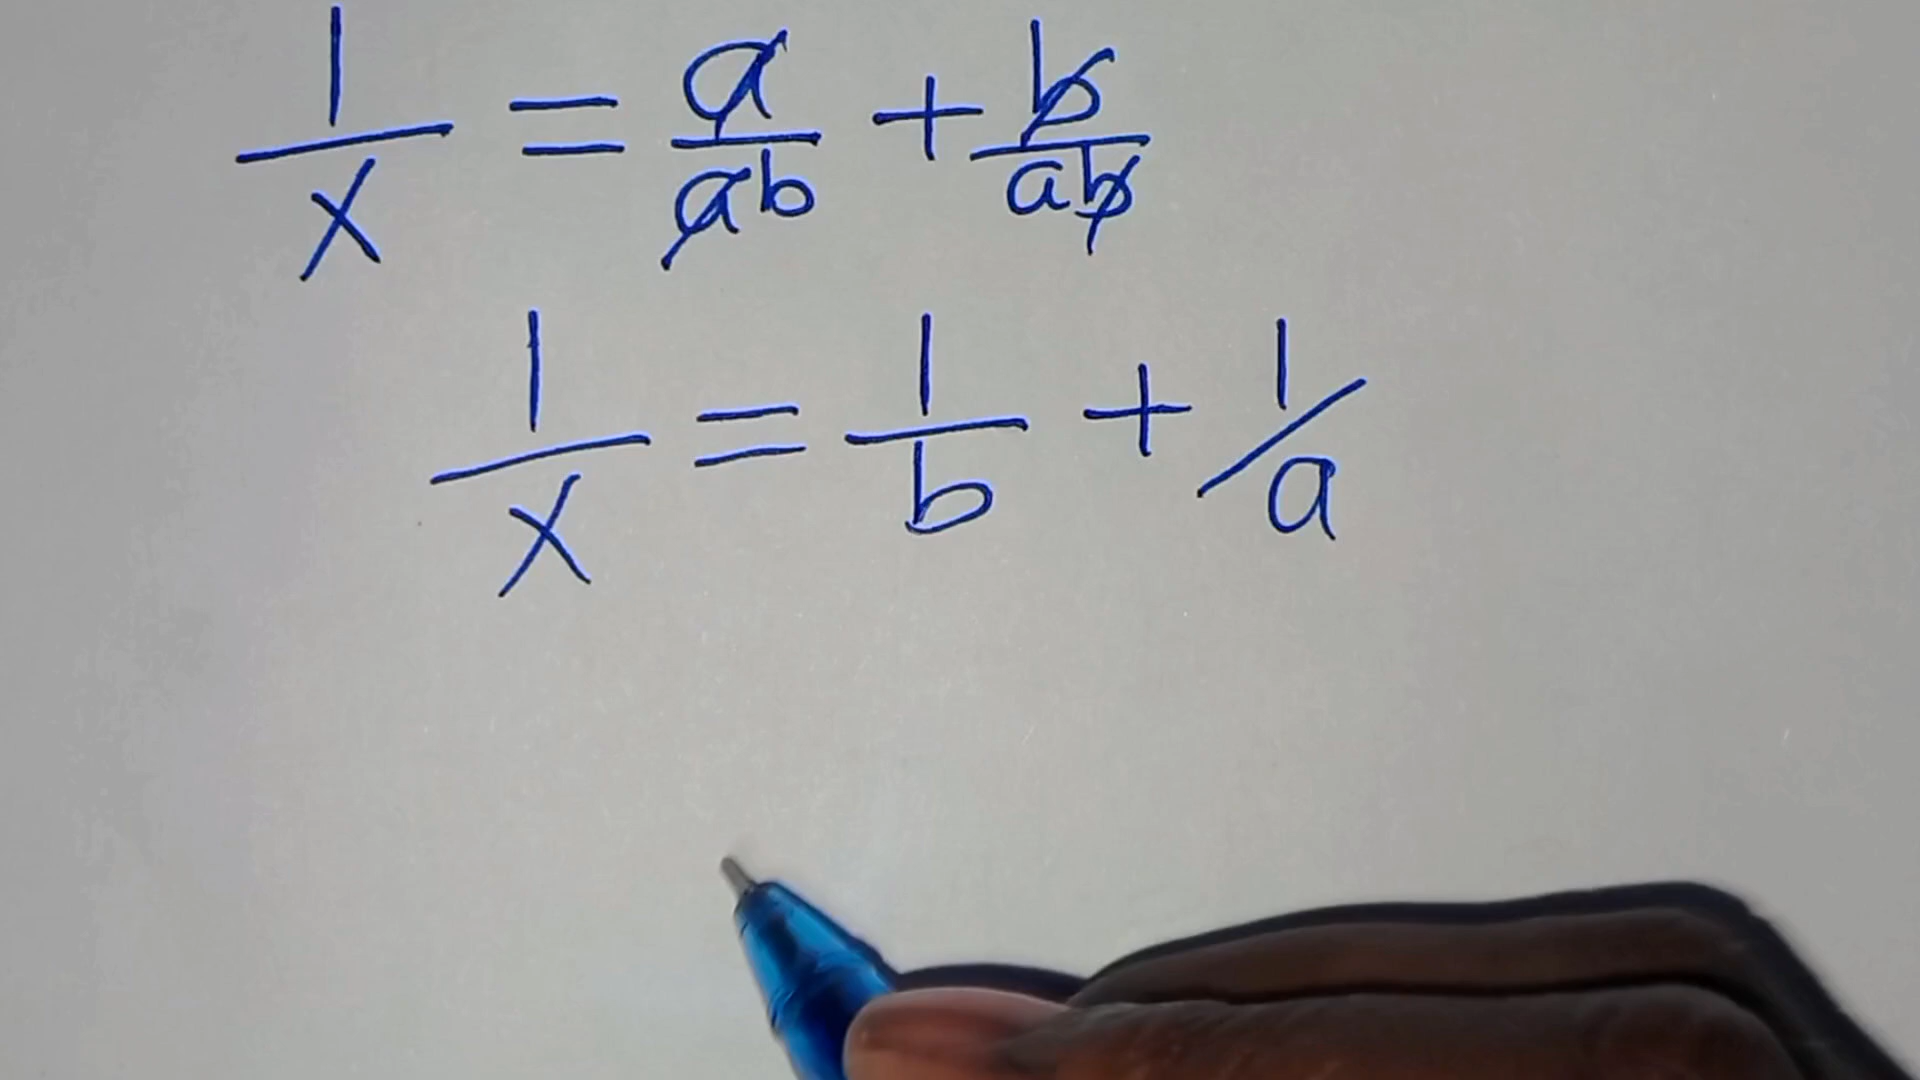 1/x = a/ab + b/ab
1/x = 1/b + 1/a